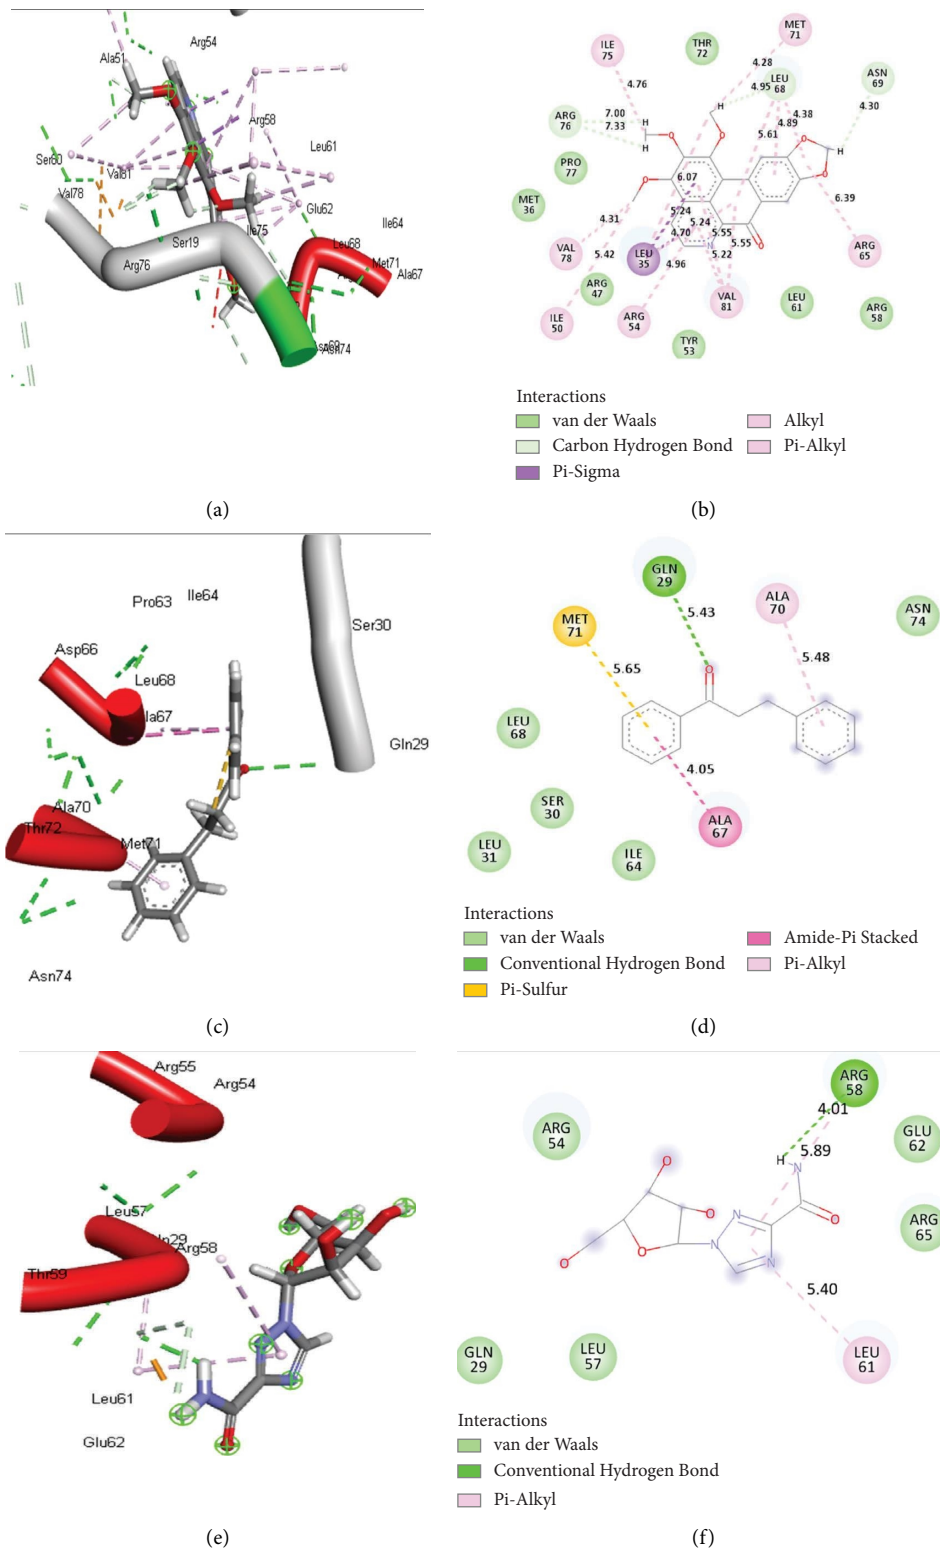 Ala51
Arg54
Arg58
Leu61
Ser60
Val81
Val78
Glu62
Ile64
Ser19
Ile75
Leu68
Arg76
Met71
Ala67
Asn74
(a)
ILE
75
THR
72
MET
71
LEU
68
ASN
69
4.76
4.28
4.95
4.30
ARG
76
7.00
7.33
H
H
H
H
4.38
4.89
5.61
PRO
77
MET
36
6.07
6.39
4.31
5.24
5.24
4.70
5.55
5.55
VAL
78
5.42
LEU
35
4.96
5.22
N
O
O
O
O
O
O
ARG
65
ARG
47
ILE
50
ARG
54
VAL
81
LEU
61
ARG
58
TYR
53
Interactions
van der Waals
Carbon Hydrogen Bond
Pi-Sigma
Alkyl
Pi-Alkyl
(b)
Pro63
Ile64
Ser30
Asp66
Leu68
la67
Gln29
Ala70
Thr72
Met71
Asn74
(c)
GLN
29
MET
71
ALA
70
ASN
74
5.43
5.65
5.48
O
LEU
68
4.05
SER
30
ALA
67
LEU
31
ILE
64
Interactions
van der Waals
Conventional Hydrogen Bond
Pi-Sulfur
Amide-Pi Stacked
Pi-Alkyl
(d)
Arg55
Arg54
Leu57
ln29
Arg58
Thr59
Leu61
Glu62
(e)
ARG
58
4.01
ARG
54
GLU
62
5.89
H
N
O
O
O
O
O
N
N
N
ARG
65
5.40
GLN
29
LEU
57
LEU
61
Interactions
van der Waals
Conventional Hydrogen Bond
Pi-Alkyl
(f)